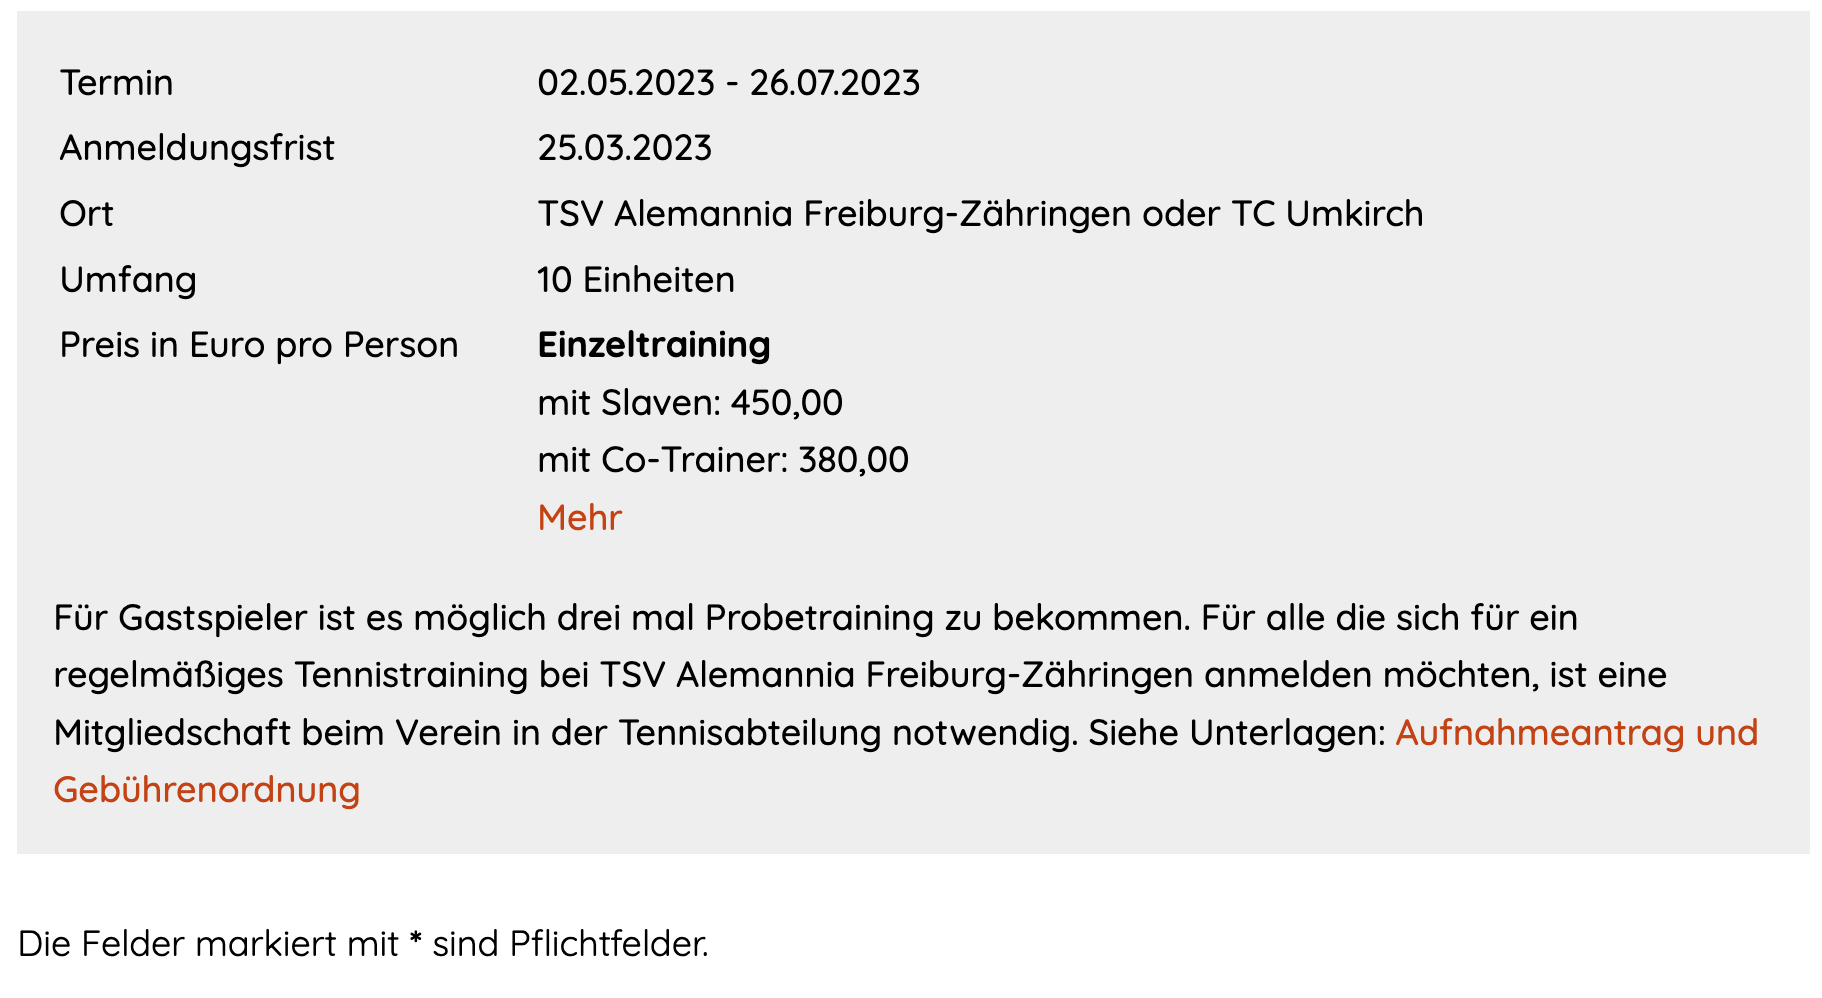 Termin 02.05.2023 - 26.07.2023
Anmeldungsfrist 25.03.2023
Ort TSV Alemannia Freiburg-Zähringen oder TC Umkirch
Umfang 10 Einheiten
Preis in Euro pro Person Einzeltraining
mit Slaven: 450,00
mit Co-Trainer: 380,00
Mehr
Für Gastspieler ist es möglich drei mal Probetraining zu bekommen. Für alle die sich für ein
regelmäßiges Tennistraining bei TSV Alemannia Freiburg-Zähringen anmelden möchten, ist eine
Mitgliedschaft beim Verein in der Tennisabteilung notwendig. Siehe Unterlagen: Aufnahmeantrag und
Gebührenordnung
Die Felder markiert mit * sind Pflichtfelder.